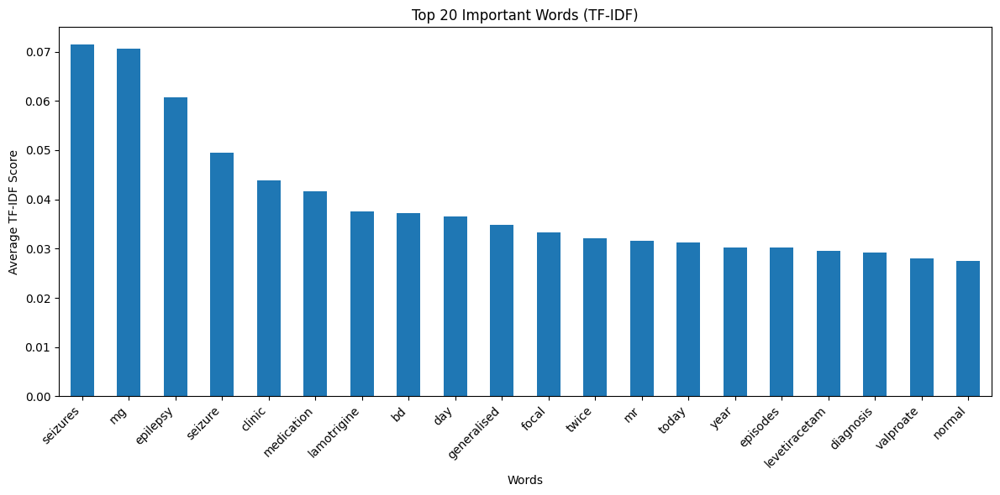 Top 20 Important Words (TF-IDF)
Average TF-IDF Score
0.07
0.06
0.05
0.04
0.03
0.02
0.01
0.00
seizures
mg
epilepsy
seizure
clinic
medication
lamotrigine
bd
day
generalised
focal
twice
mr
today
year
episodes
levetiracetam
diagnosis
valproate
normal
Words